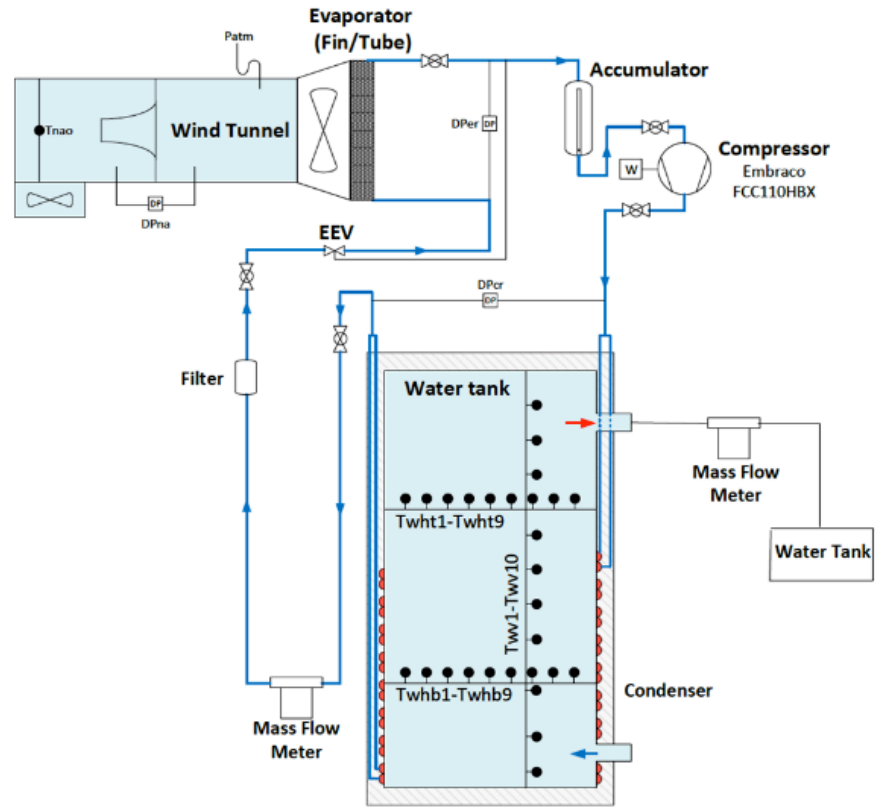 Evaporator
(Fin/Tube)
Patm
Accumulator
Tnao
Wind Tunnel
DPer
DP
Compressor
Embraco
FCC110HBX
W
DP
DPna
EEV
DPcr
DP
Filter
Water tank
Mass Flow
Meter
Twht1-Twht9
Water Tank
Twv1-Twv10
Twhb1-Twhb9
Condenser
Mass Flow
Meter